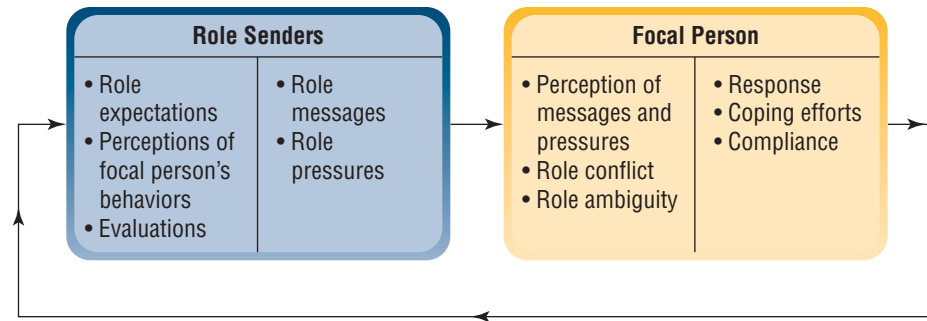 Role Senders
• Role
expectations
• Perceptions of
focal person's
behaviors
• Evaluations
• Role
messages
• Role
pressures
Focal Person
• Perception of
messages and
pressures
• Role conflict
• Role ambiguity
• Response
• Coping efforts
• Compliance